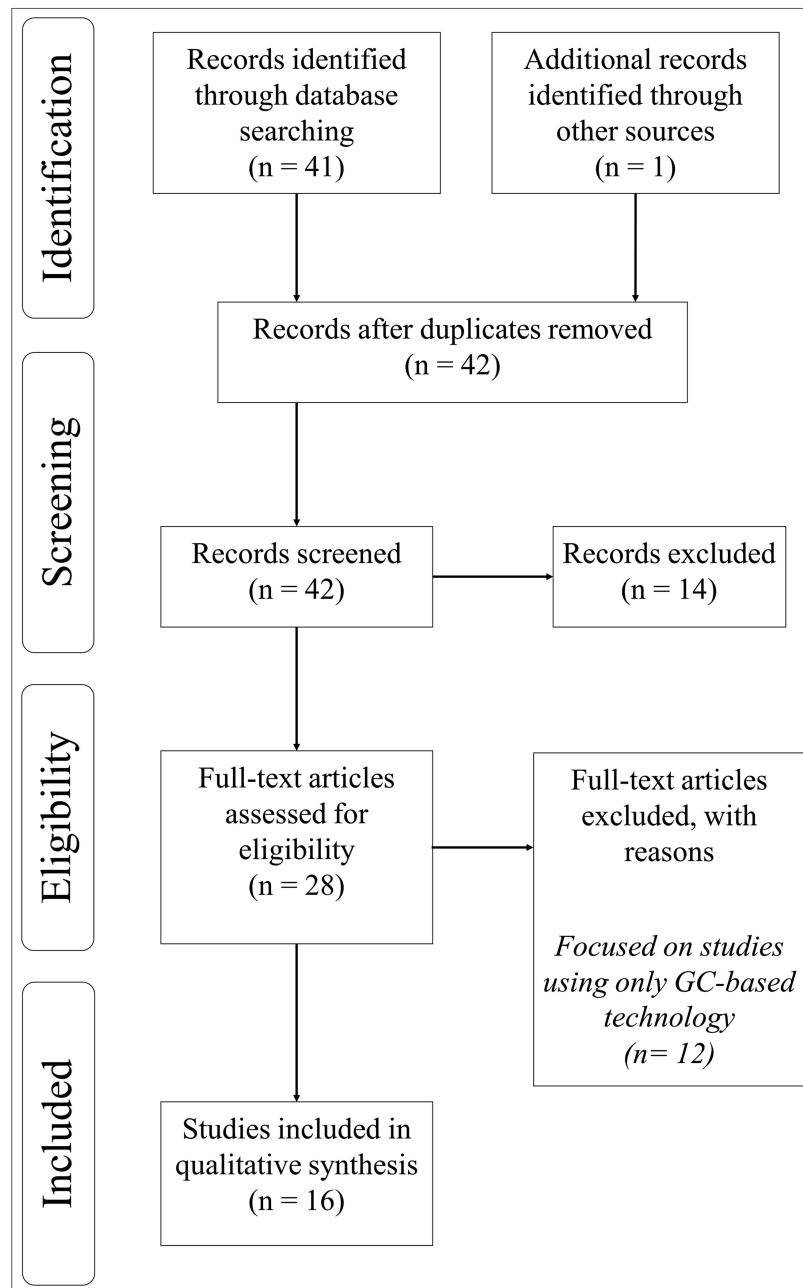 Identification
Records identified
through database
searching
(n = 41)
Additional records
identified through
other sources
(n = 1)
Records after duplicates removed
(n = 42)
Screening
Records screened
(n = 42)
Records excluded
(n = 14)
Eligibility
Full-text articles
assessed for
eligibility
(n = 28)
Full-text articles
excluded, with
reasons
Focused on studies
using only GC-based
technology
(n= 12)
Included
Studies included in
qualitative synthesis
(n = 16)